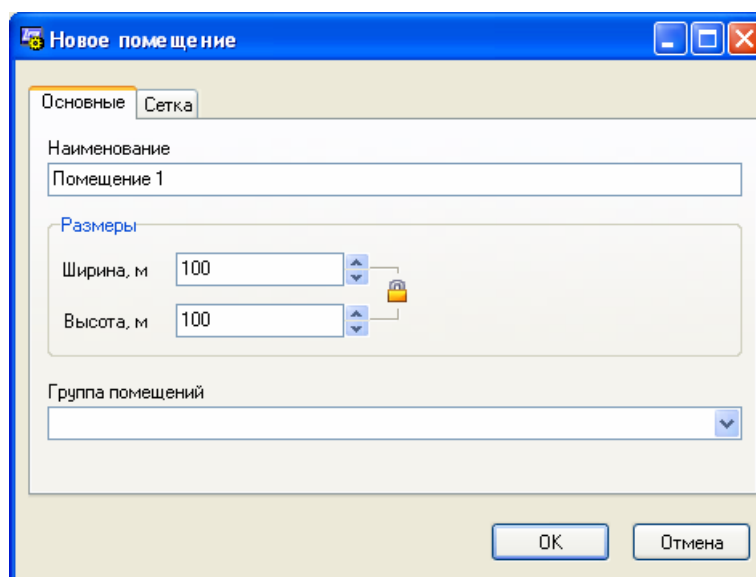 Новое помещение
Основные Сетка
Наименование
Помещение 1
Размеры
Ширина, м 100
Высота, м 100
Группа помещений
OK Отмена